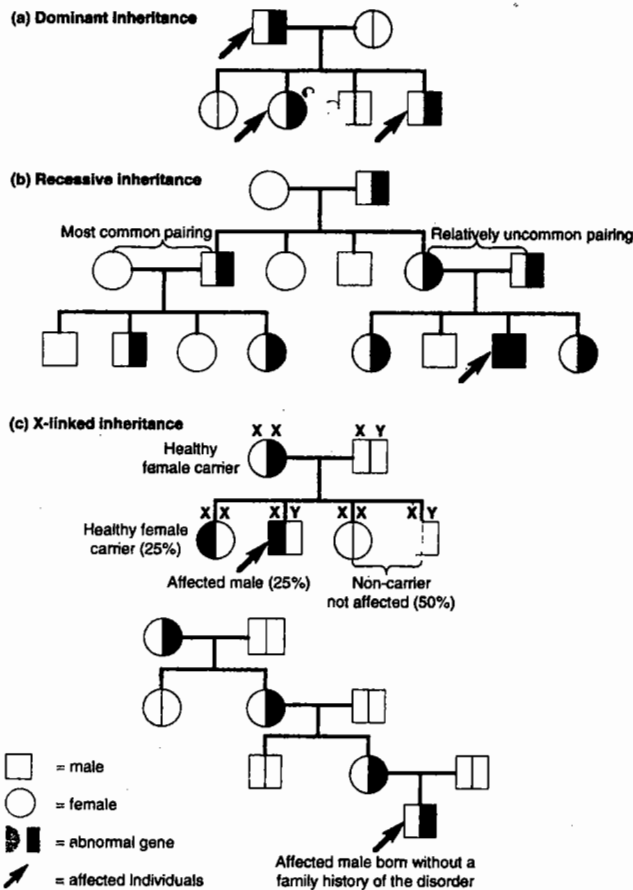 (a) Dominant Inheritance
(b) Recessive inheritance
Most common pairing
Relatively uncommon pairing
(c) X-linked inheritance
X X
X Y
Healthy
female carrier
X X
X Y
X X
X Y
Healthy female
carrier (25%)
Affected male (25%)
Non-carrier
not affected (50%)
= male
= female
= abnormal gene
= affected individuals
Affected male born without a
family history of the disorder